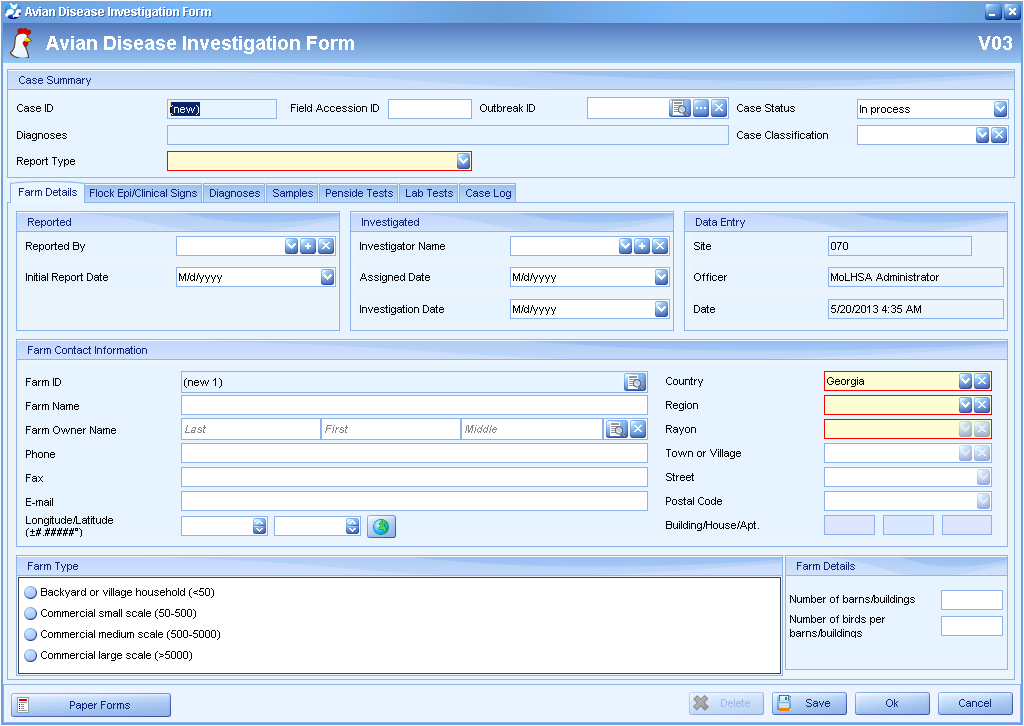 Avian Disease Investigation Form
Avian Disease Investigation Form V03
Case Summary
Case ID (new) Field Accession ID Outbreak ID Case Status In process
Diagnoses Case Classification
Report Type
Farm Details Flock Epi/Clinical Signs Diagnoses Samples Penside Tests Lab Tests Case Log
Reported Investigated Data Entry
Reported By Investigator Name Site 070
Initial Report Date M/d/yyyy Assigned Date M/d/yyyy Officer MoLHSA Administrator
Investigation Date M/d/yyyy Date 5/20/2013 4:35 AM
Farm Contact Information
Farm ID (new 1) Country Georgia
Farm Name Region
Farm Owner Name Last First Middle Rayon
Phone Town or Village
Fax Street
E-mail Postal Code
Longitude/Latitude Building/House/Apt.
(±#.#####°)
Farm Type Farm Details
Backyard or village household (<50)
Number of barns/buildings
Commercial small scale (50-500)
Number of birds per
barns/buildings
Commercial medium scale (500-5000)
Commercial large scale (>5000)
Paper Forms Delete Save Ok Cancel